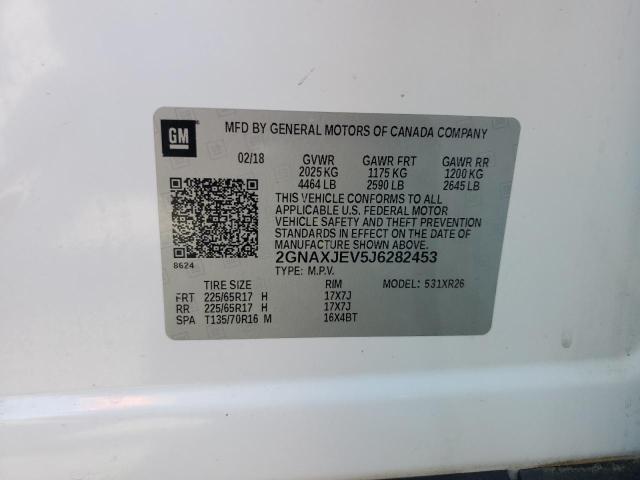 GM
MFD BY GENERAL MOTORS OF CANADA COMPANY
02/18 GVWR GAWR FRT GAWR RR
2025 KG 1175 KG 1200 KG
4464 LB 2590 LB 2645 LB
THIS VEHICLE CONFORMS TO ALL
APPLICABLE U.S. FEDERAL MOTOR
VEHICLE SAFETY AND THEFT PREVENTION
STANDARDS IN EFFECT ON THE DATE OF
MANUFACTURE SHOWN ABOVE.
8624 2GNAXJEV5J6282453
TYPE: M.P.V.
TIRE SIZE RIM MODEL: 531XR26
FRT 225/65R17 H 17X7J
RR 225/65R17 H 17X7J
SPA T135/70R16 M 16X4BT